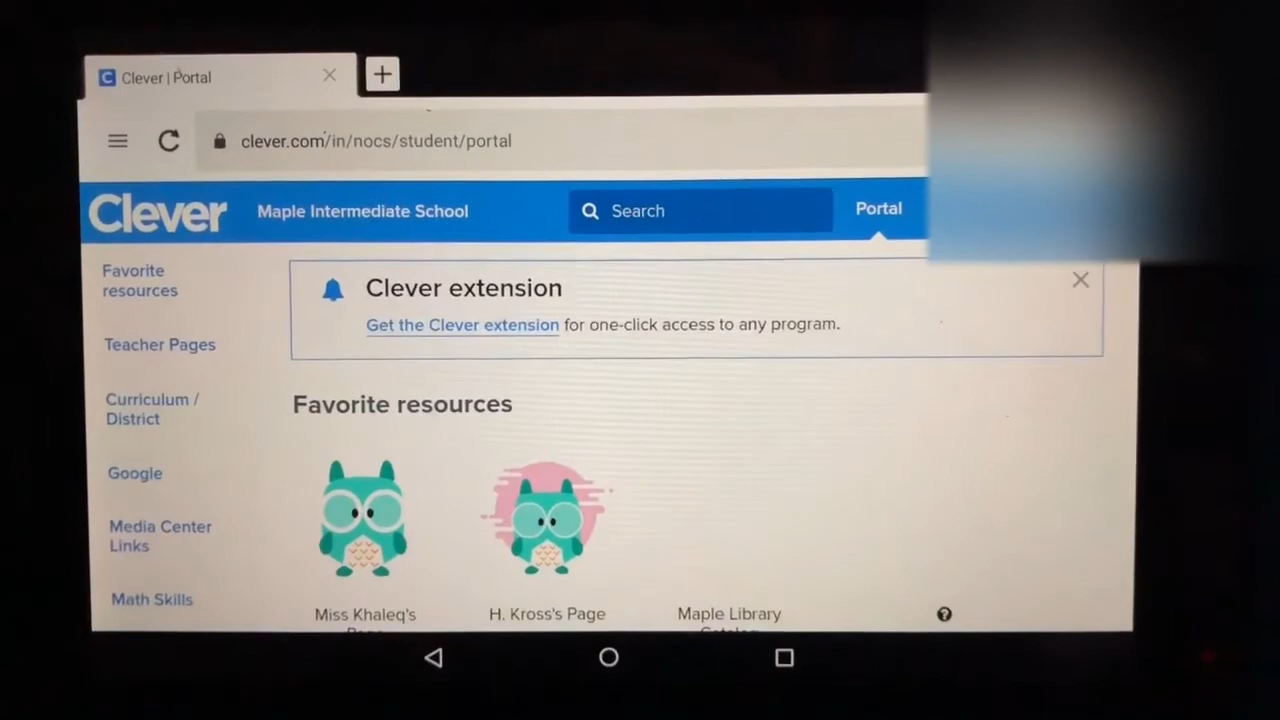 Clever | Portal
clever.com/in/nocs/student/portal
Clever
Maple Intermediate School
Search
Portal
Favorite
resources
Teacher Pages
Curriculum /
District
Google
Media Center
Links
Math Skills
Clever extension
Get the Clever extension for one-click access to any program.
Favorite resources
Miss Khaleq's
H. Kross's Page
Maple Library